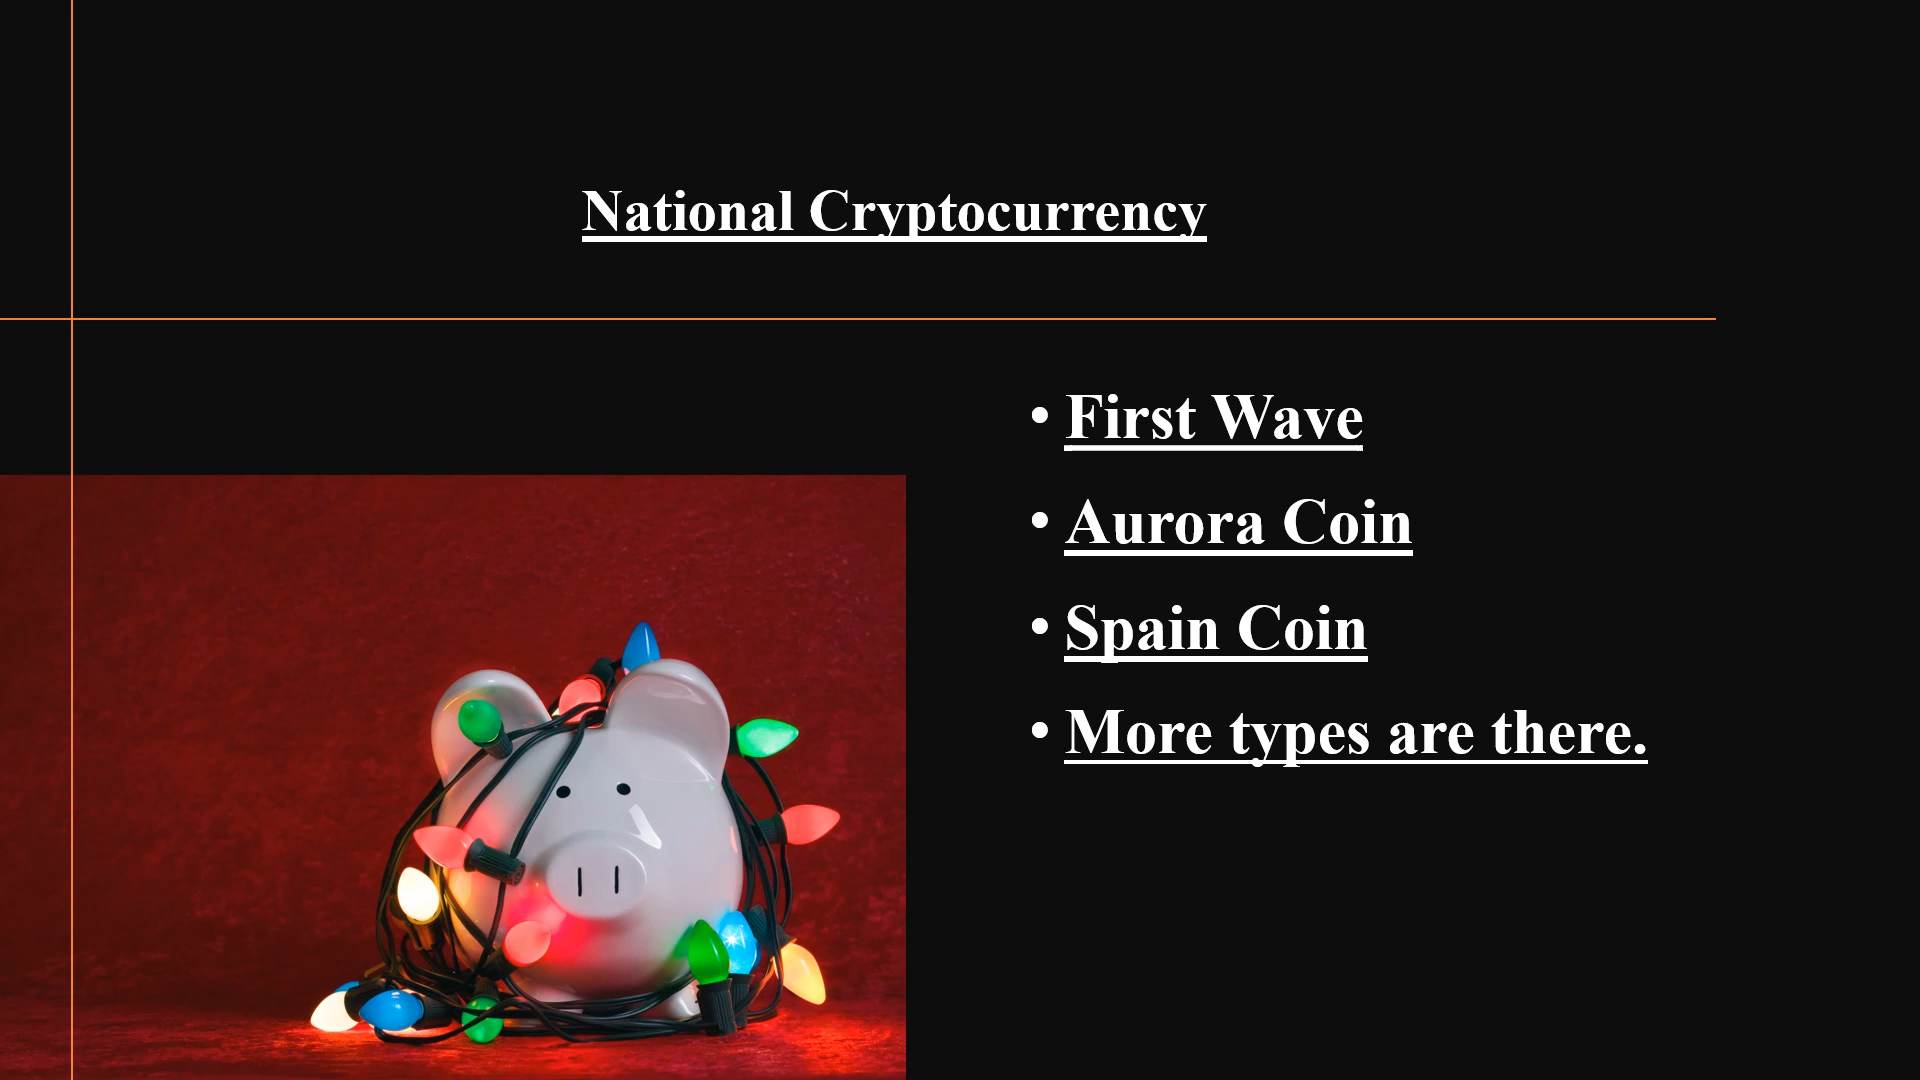 National Cryptocurrency
• First Wave
• Aurora Coin
• Spain Coin
• More types are there.